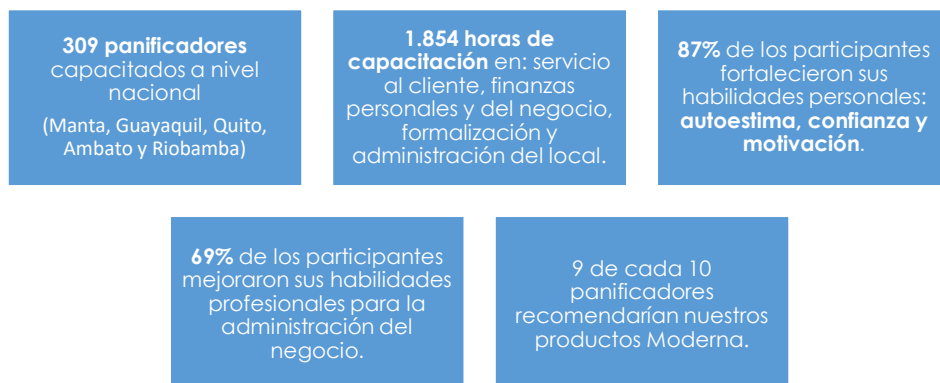 309 panificadores
capacitados a nivel
nacional
(Manta, Guayaquil, Quito,
Ambato y Riobamba)
1.854 horas de
capacitación en: servicio
al cliente, finanzas
personales y del negocio,
formalización y
administración del local.
87% de los participantes
fortalecieron sus
habilidades personales:
autoestima, confianza y
motivación.
69% de los participantes
mejoraron sus habilidades
profesionales para la
administración del
negocio.
9 de cada 10
panificadores
recomendarían nuestros
productos Moderna.